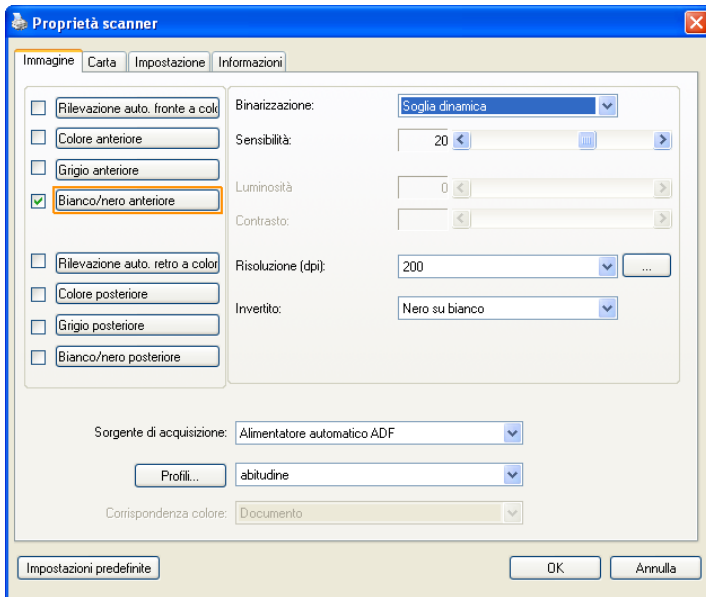 Proprietà scanner
Immagine Carta Impostazione Informazioni
Rilevazione auto. fronte a colo
Colore anteriore
Grigio anteriore
Bianco/nero anteriore
Rilevazione auto. retro a color
Colore posteriore
Grigio posteriore
Bianco/nero posteriore
Binarizzazione: Soglia dinamica
Sensibilità: 20
Luminosità 0
Contrasto:
Risoluzione (dpi): 200 ...
Invertito: Nero su bianco
Sorgente di acquisizione: Alimentatore automatico ADF
Profili... abitudine
Corrispondenza colore: Documento
Impostazioni predefinite OK Annulla